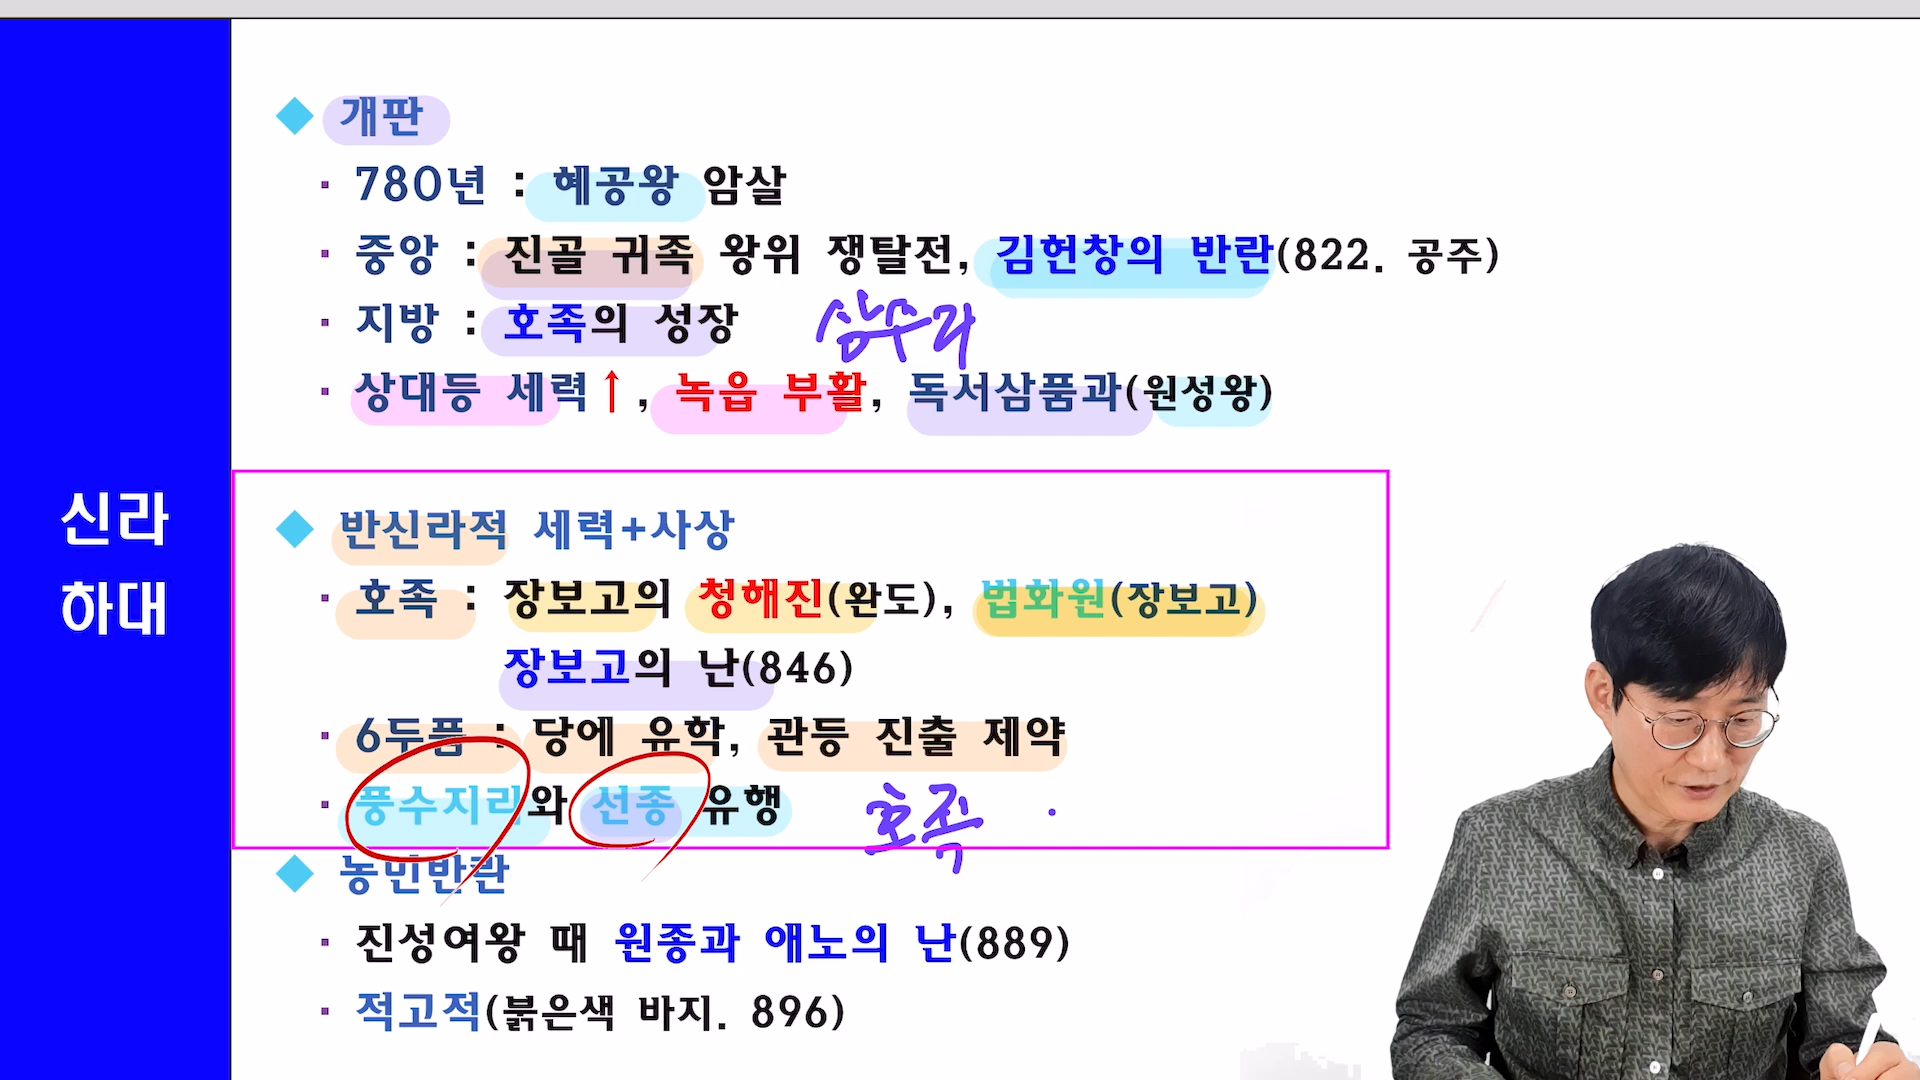 신라
하대
개판
780년 : 혜공왕 암살
중앙 : 진골 귀족 왕위 쟁탈전, 김헌창의 반란(822. 공주)
지방 : 호족의 성장
상수리
상대등 세력↑, 녹읍 부활, 독서삼품과(원성왕)
반신라적 세력+사상
호족 : 장보고의 청해진(완도), 법화원(장보고)
장보고의 난(846)
6두품 : 당에 유학, 관등 진출 제약
풍수지리와 선종 유행
호족
농민반란
진성여왕 때 원종과 애노의 난(889)
적고적(붉은색 바지. 896)